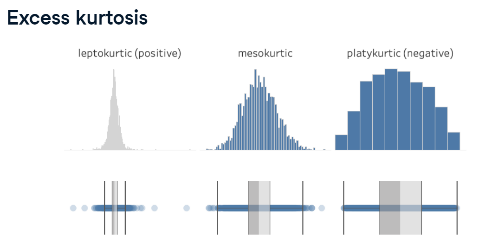 Excess kurtosis
leptokurtic (positive) mesokurtic platykurtic (negative)